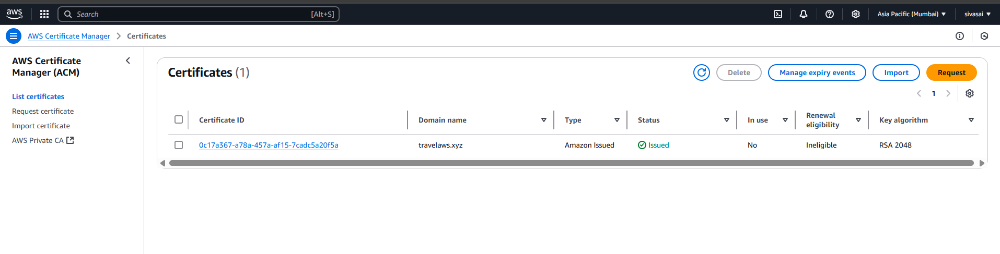 aws
Search [Alt+S]
Asia Pacific (Mumbai) sivasai
AWS Certificate Manager Certificates
AWS Certificate
Manager (ACM)
List certificates
Request certificate
Import certificate
AWS Private CA
Certificates (1)
Delete Manage expiry events Import Request
1
Certificate ID Domain name Type Status In use Renewal eligibility Key algorithm
0c17a367-a78a-457a-af15-7cadc5a20f5a travelaws.xyz Amazon Issued Issued No Ineligible RSA 2048